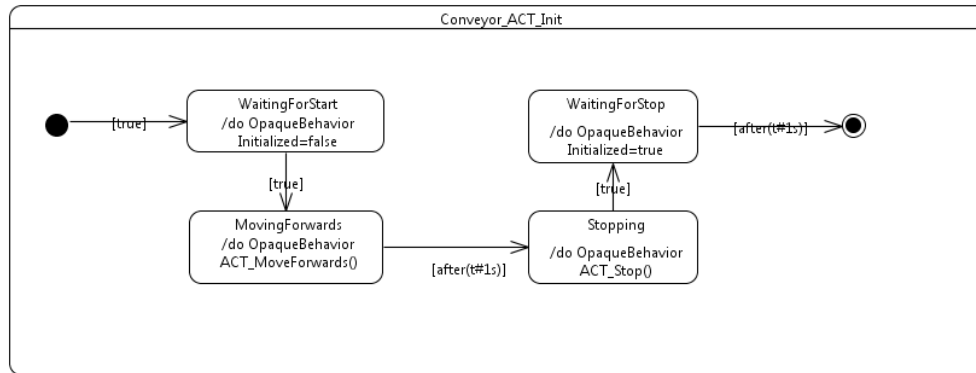 Conveyor_ACT_Init
[true]
WaitingForStart
/do OpaqueBehavior
Initialized=false
[true]
MovingForwards
/do OpaqueBehavior
ACT_MoveForwards()
[after(t#1s)]
Stopping
/do OpaqueBehavior
ACT_Stop()
[true]
WaitingForStop
/do OpaqueBehavior
Initialized=true
[after(t#1s)]